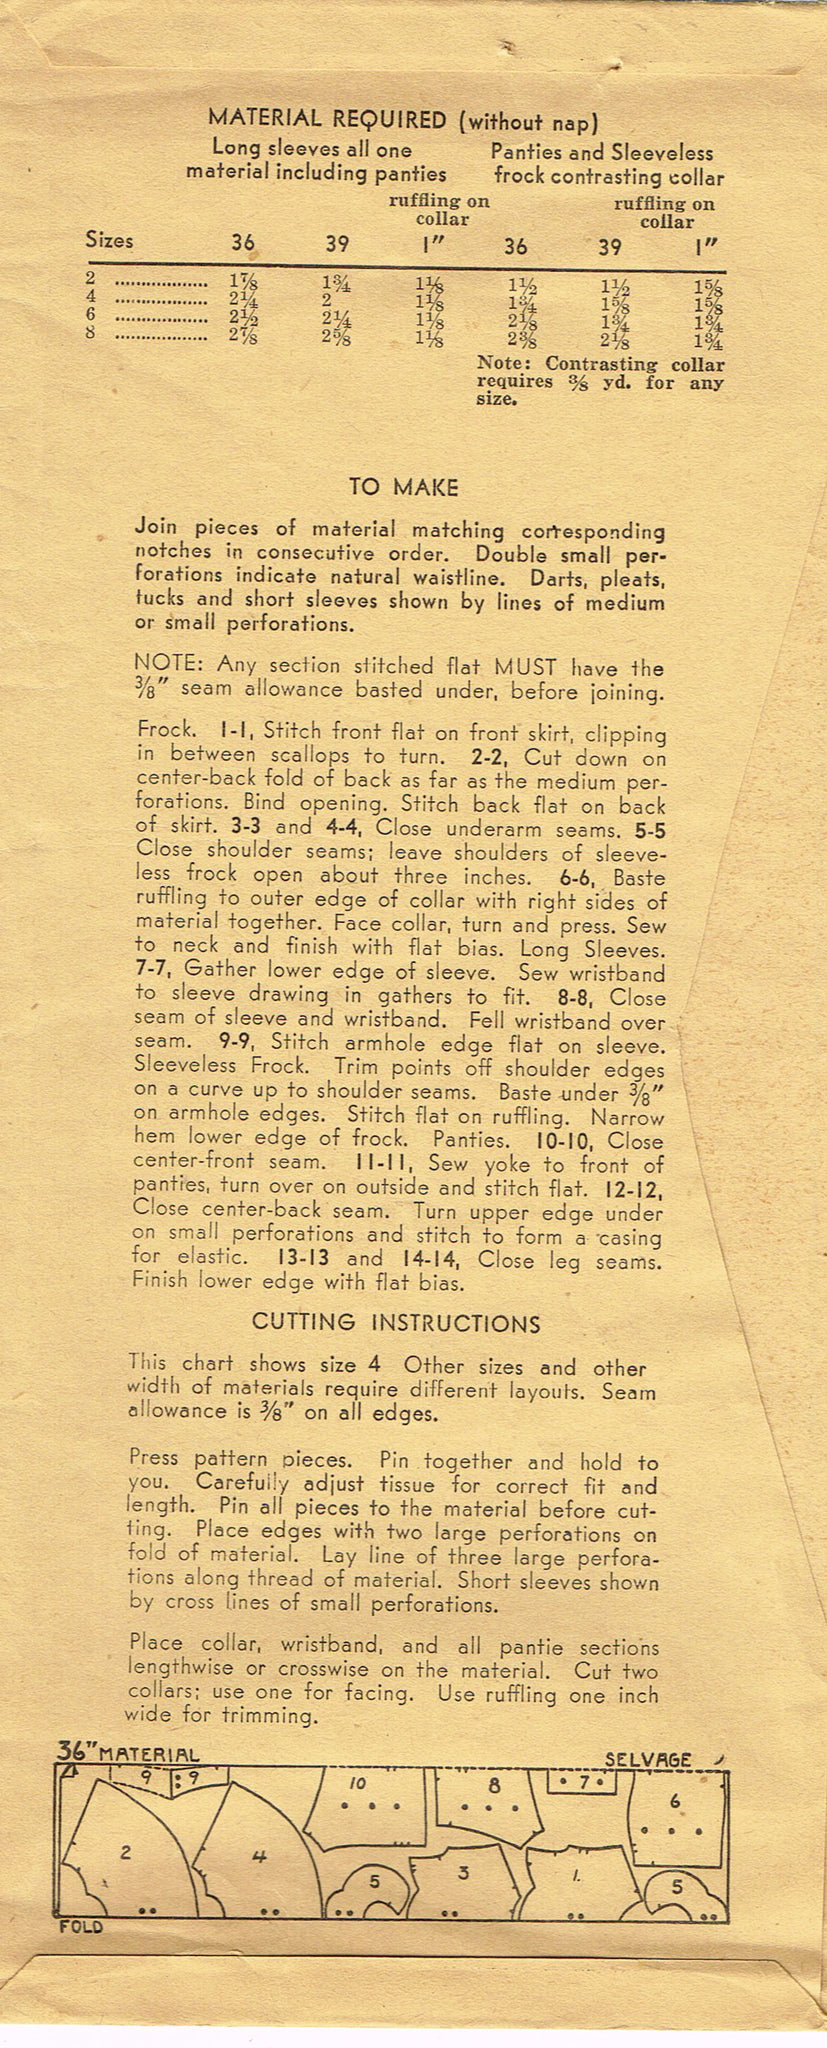 MATERIAL REQUIRED (without nap)
Long sleeves all one Panties and Sleeveless
material including panties frock contrasting collar
ruffling on ruffling on
collar collar
Sizes 36 39 1" 36 39 1"
2 .................. 1⅞ 1¾ 1⅛ 1½ 1½ 1⅝
4 .................. 2¼ 2 1⅛ 1¾ 1⅝ 1⅝
6 .................. 2½ 2¼ 1⅛ 2⅛ 1¾ 1¾
8 .................. 2⅞ 2⅝ 1⅛ 2⅜ 2⅛ 1¾
Note: Contrasting collar
requires ⅜ yd. for any
size.
TO MAKE
Join pieces of material matching corresponding
notches in consecutive order. Double small per-
forations indicate natural waistline. Darts, pleats,
tucks and short sleeves shown by lines of medium
or small perforations.
NOTE: Any section stitched flat MUST have the
⅜" seam allowance basted under, before joining.
Frock. 1-1, Stitch front flat on front skirt, clipping
in between scallops to turn. 2-2, Cut down on
center-back fold of back as far as the medium per-
forations. Bind opening. Stitch back flat on back
of skirt. 3-3 and 4-4, Close underarm seams. 5-5
Close shoulder seams; leave shoulders of sleeve-
less frock open about three inches. 6-6, Baste
ruffling to outer edge of collar with right sides of
material together. Face collar, turn and press. Sew
to neck and finish with flat bias. Long Sleeves.
7-7, Gather lower edge of sleeve. Sew wristband
to sleeve drawing in gathers to fit. 8-8, Close
seam of sleeve and wristband. Fell wristband over
seam. 9-9, Stitch armhole edge flat on sleeve.
Sleeveless Frock. Trim points off shoulder edges
on a curve up to shoulder seams. Baste under ⅜"
on armhole edges. Stitch flat on ruffling. Narrow
hem lower edge of frock. Panties. 10-10, Close
center-front seam. 11-11, Sew yoke to front of
panties, turn over on outside and stitch flat. 12-12,
Close center-back seam. Turn upper edge under
on small perforations and stitch to form a casing
for elastic. 13-13 and 14-14, Close leg seams.
Finish lower edge with flat bias.
CUTTING INSTRUCTIONS
This chart shows size 4 Other sizes and other
width of materials require different layouts. Seam
allowance is ⅜" on all edges.
Press pattern pieces. Pin together and hold to
you. Carefully adjust tissue for correct fit and
length. Pin all pieces to the material before cut-
ting. Place edges with two large perforations on
fold of material. Lay line of three large perfora-
tions along thread of material. Short sleeves shown
by cross lines of small perforations.
Place collar, wristband, and all pantie sections
lengthwise or crosswise on the material. Cut two
collars; use one for facing. Use ruffling one inch
wide for trimming.
36" MATERIAL SELVAGE
9 9 10 8 7 6
2 4 5 3 1. 5
FOLD